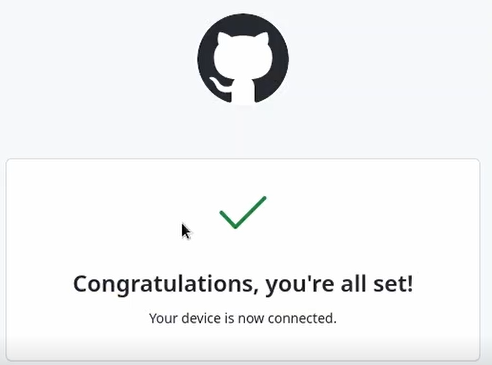 Congratulations, you're all set!
Your device is now connected.